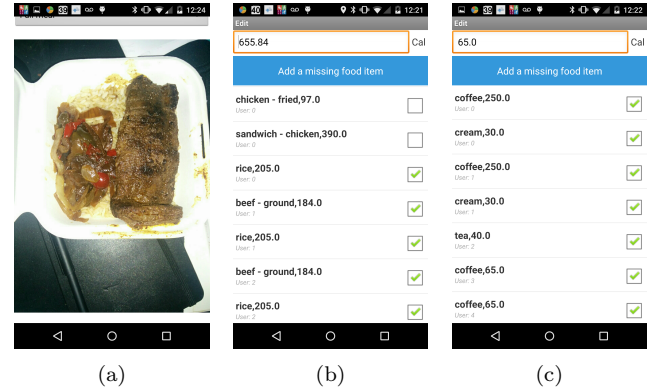 39
12:24
40
12:21
Edit
655.84 Cal
Add a missing food item
chicken - fried,97.0
User: 0
sandwich - chicken,390.0
User: 0
rice,205.0
User: 0
beef - ground,184.0
User: 1
rice,205.0
User: 1
beef - ground,184.0
User: 2
rice,205.0
User: 2
39
12:22
Edit
65.0 Cal
Add a missing food item
coffee,250.0
User: 0
cream,30.0
User: 0
coffee,250.0
User: 1
cream,30.0
User: 1
tea,40.0
User: 2
coffee,65.0
User: 3
coffee,65.0
User: 4
(a)
(b)
(c)